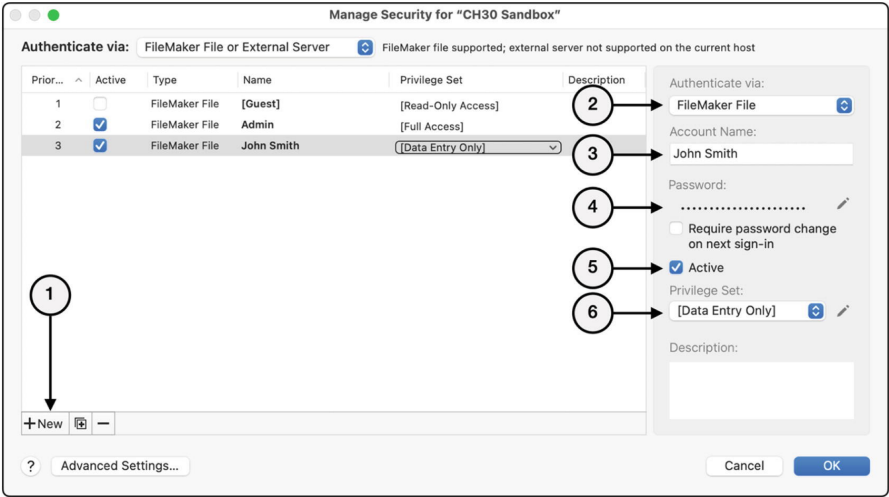 Manage Security for “CH30 Sandbox”
Authenticate via: FileMaker File or External Server FileMaker file supported; external server not supported on the current host
Prior... Active Type Name Privilege Set Description
1 FileMaker File [Guest] [Read-Only Access]
2 FileMaker File Admin [Full Access]
3 FileMaker File John Smith [Data Entry Only]
Authenticate via:
2 FileMaker File
Account Name:
3 John Smith
Password:
4 ......................
Require password change
on next sign-in
5 Active
Privilege Set:
6 [Data Entry Only]
Description:
1
+New
? Advanced Settings... Cancel OK